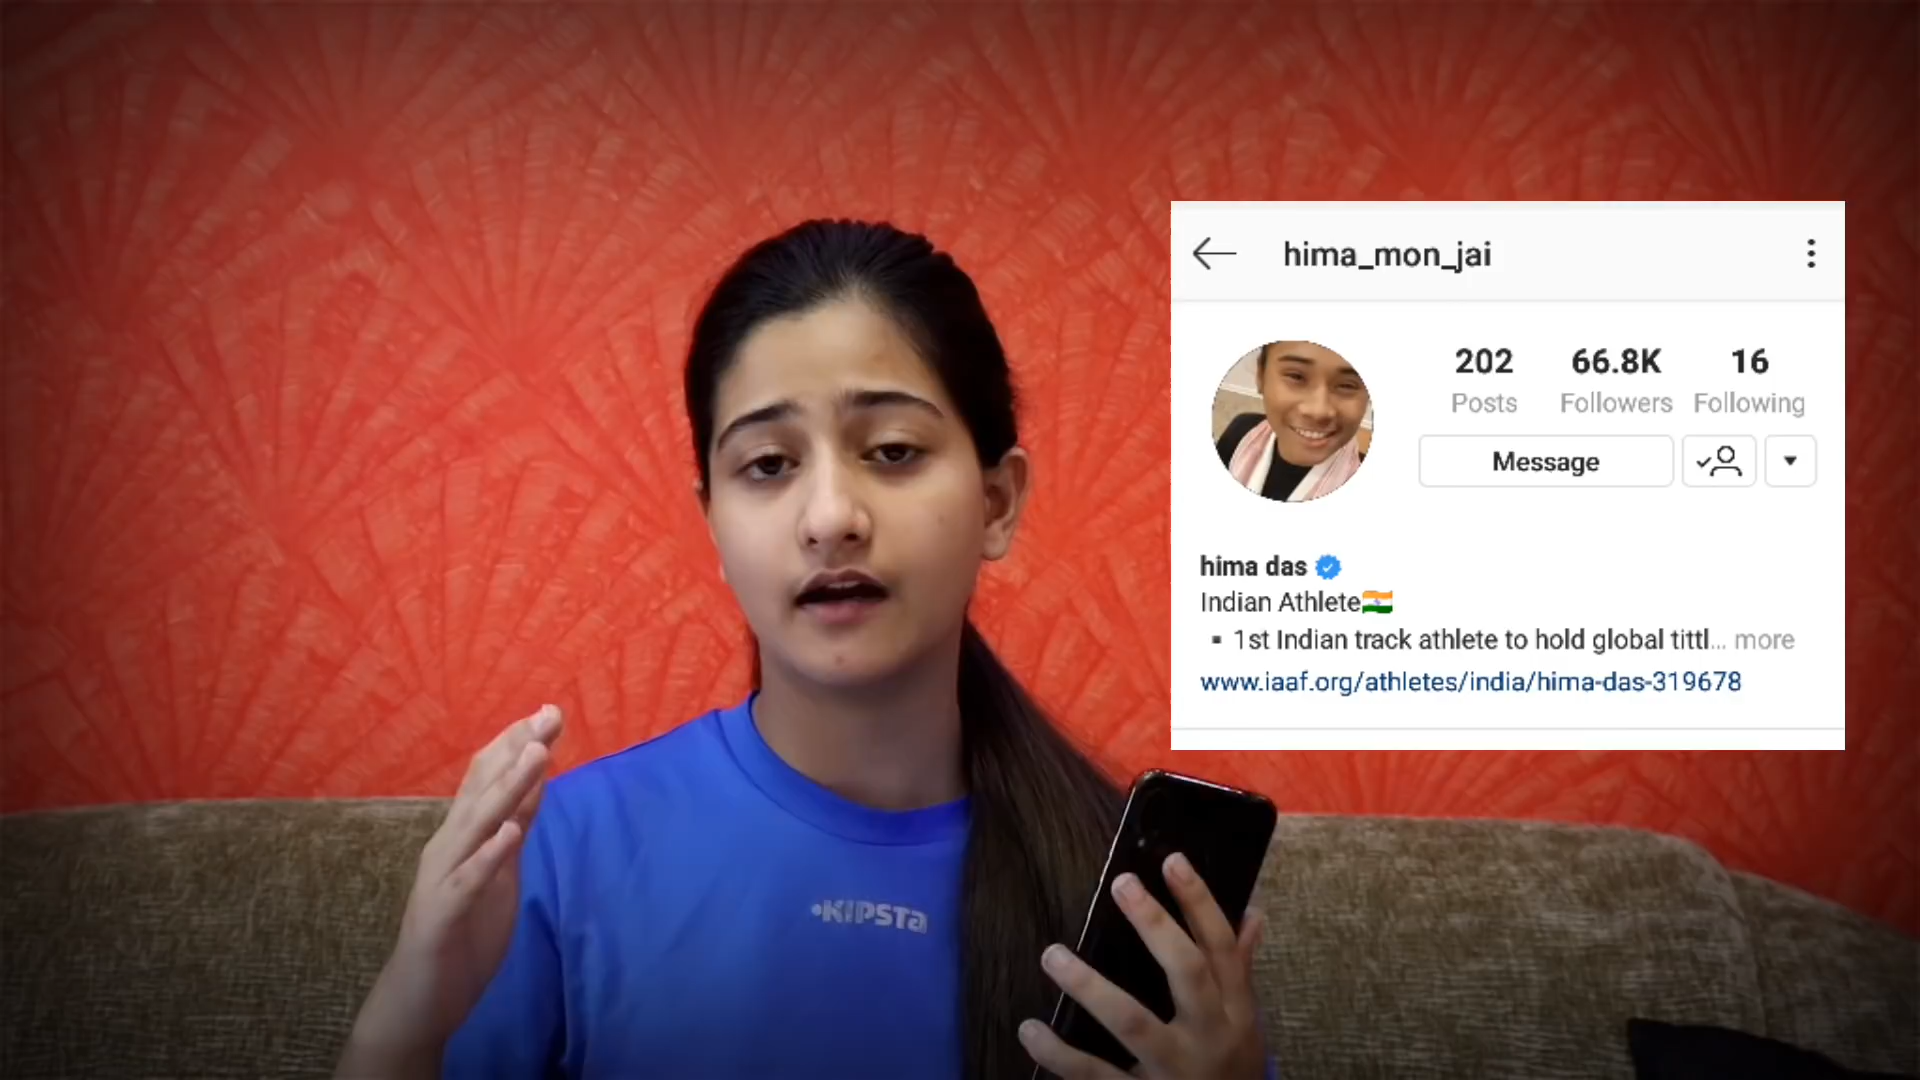 hima_mon_jai
202 66.8K 16
Posts Followers Following
Message
hima das
Indian Athlete🇮🇳
▪ 1st Indian track athlete to hold global tittl... more
www.iaaf.org/athletes/india/hima-das-319678
KIPSTA